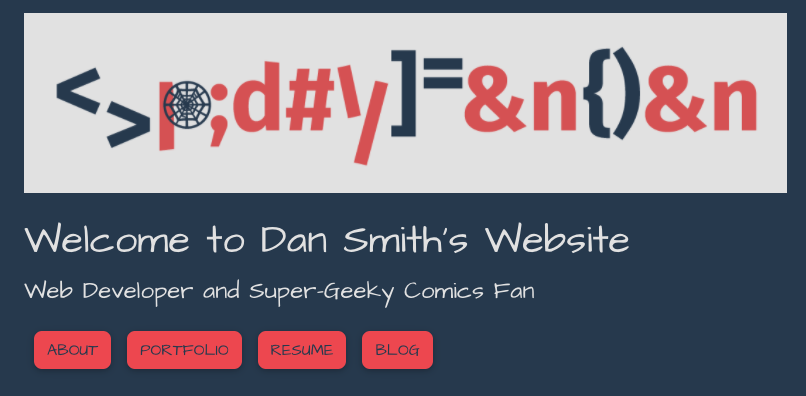 <>p;d#y]=&n{)&n
Welcome to Dan Smith's Website
Web Developer and Super-Geeky Comics Fan
ABOUT PORTFOLIO RESUME BLOG